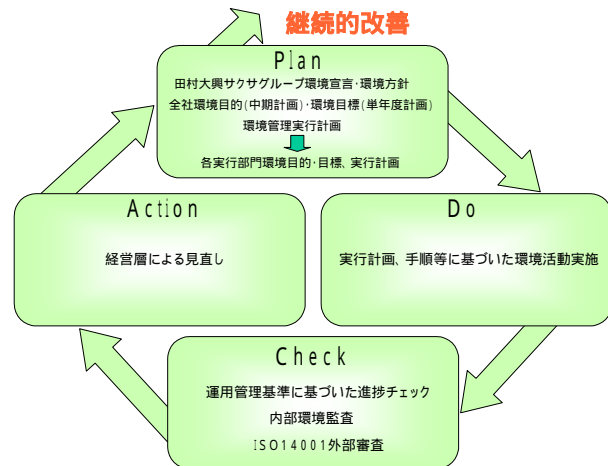 継続的改善
Plan
田村大興サクサグループ環境宣言･環境方針
全社環境目的(中期計画)･環境目標(単年度計画)
環境管理実行計画
各実行部門環境目的･目標、実行計画
Action
経営層による見直し
Do
実行計画、手順等に基づいた環境活動実施
Check
運用管理基準に基づいた進捗チェック
内部環境監査
ISO14001外部審査